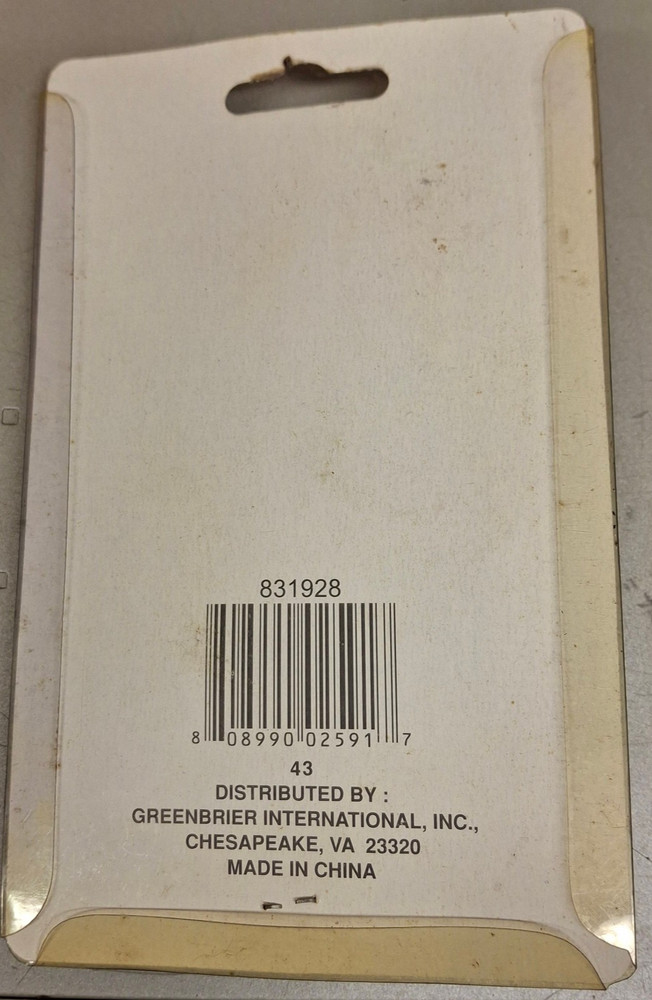 831928
8 08990 02591 7
43
DISTRIBUTED BY :
GREENBRIER INTERNATIONAL, INC.,
CHESAPEAKE, VA 23320
MADE IN CHINA